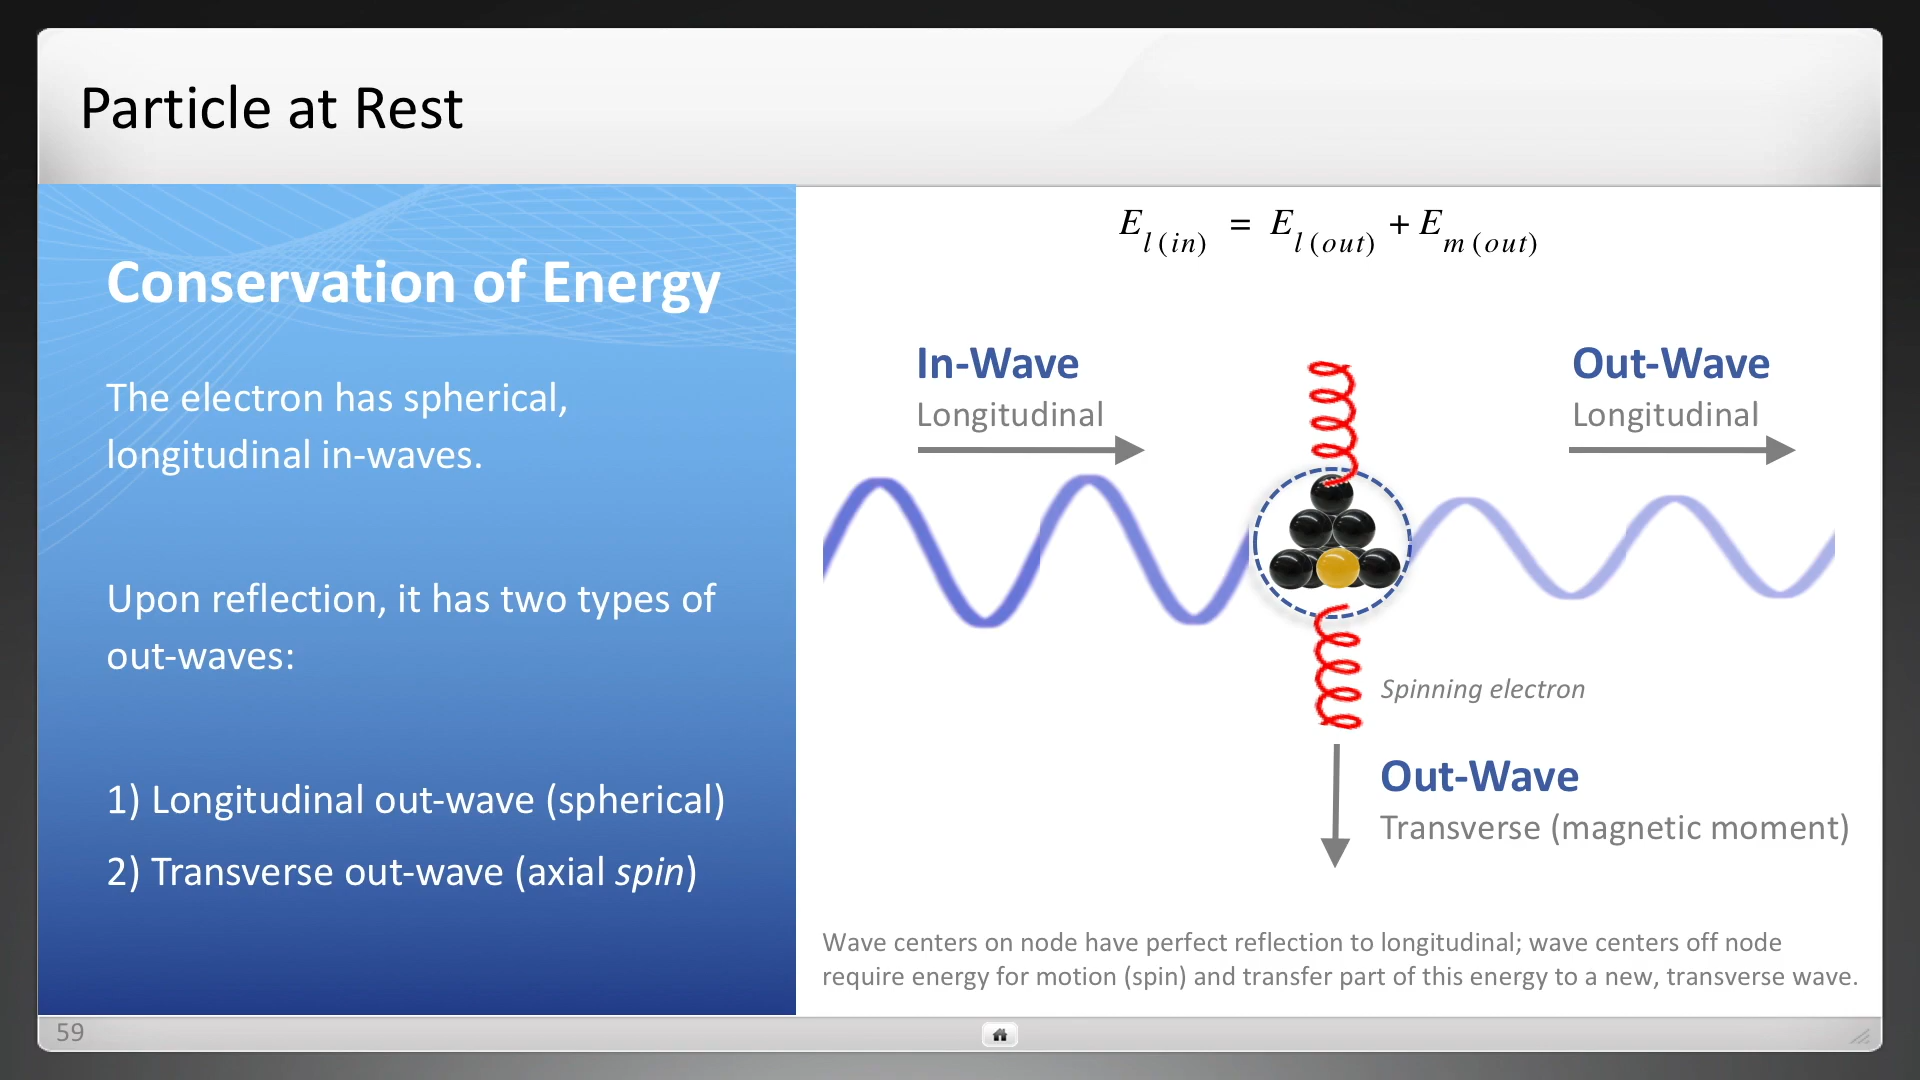 Particle at Rest
Conservation of Energy
The electron has spherical,
longitudinal in-waves.
Upon reflection, it has two types of
out-waves:
1) Longitudinal out-wave (spherical)
2) Transverse out-wave (axial spin)
E l (in) = E l (out) + E m (out)
In-Wave
Longitudinal
Out-Wave
Longitudinal
Spinning electron
Out-Wave
Transverse (magnetic moment)
Wave centers on node have perfect reflection to longitudinal; wave centers off node
require energy for motion (spin) and transfer part of this energy to a new, transverse wave.
59